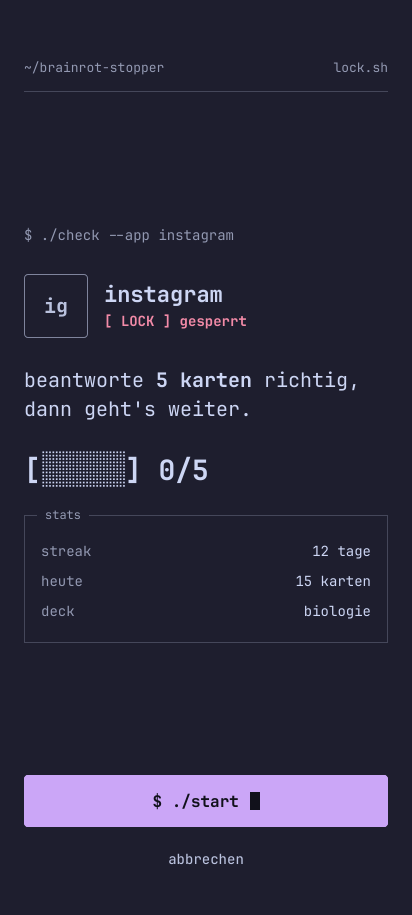 ~/brainrot-stopper lock.sh
$ ./check --app instagram
ig
instagram
[ LOCK ] gesperrt
beantworte 5 karten richtig,
dann geht's weiter.
[░░░░░░░] 0/5
stats
streak 12 tage
heute 15 karten
deck biologie
$ ./start
abbrechen